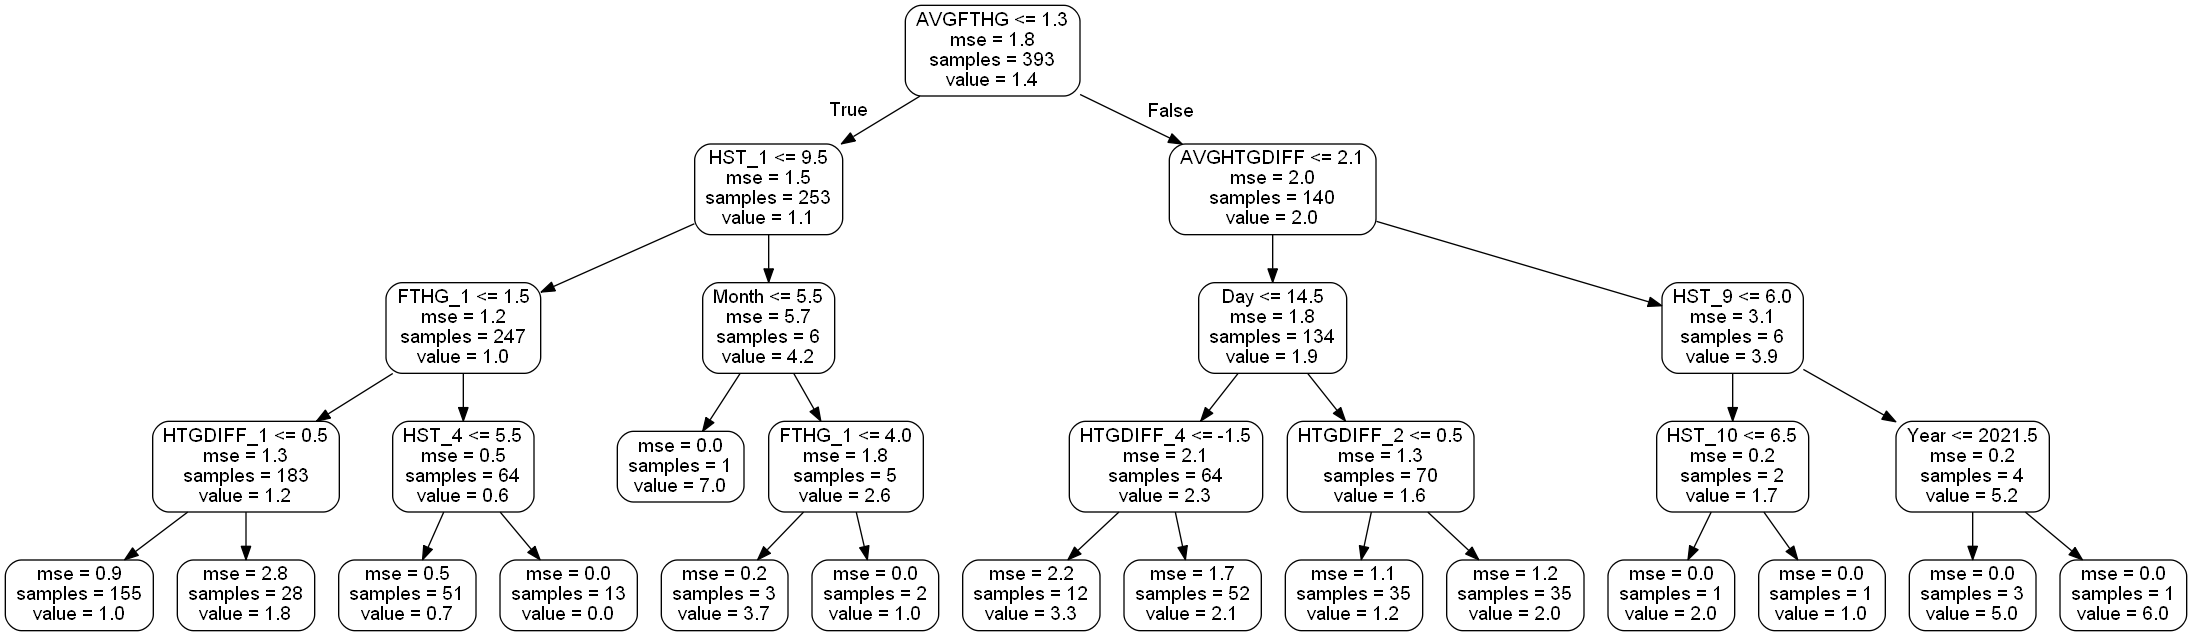 AVGFTHG <= 1.3
mse = 1.8
samples = 393
value = 1.4
True
False
HST_1 <= 9.5
mse = 1.5
samples = 253
value = 1.1
AVGHTGDIFF <= 2.1
mse = 2.0
samples = 140
value = 2.0
FTHG_1 <= 1.5
mse = 1.2
samples = 247
value = 1.0
Month <= 5.5
mse = 5.7
samples = 6
value = 4.2
Day <= 14.5
mse = 1.8
samples = 134
value = 1.9
HST_9 <= 6.0
mse = 3.1
samples = 6
value = 3.9
HTGDIFF_1 <= 0.5
mse = 1.3
samples = 183
value = 1.2
HST_4 <= 5.5
mse = 0.5
samples = 64
value = 0.6
mse = 0.0
samples = 1
value = 7.0
FTHG_1 <= 4.0
mse = 1.8
samples = 5
value = 2.6
HTGDIFF_4 <= -1.5
mse = 2.1
samples = 64
value = 2.3
HTGDIFF_2 <= 0.5
mse = 1.3
samples = 70
value = 1.6
HST_10 <= 6.5
mse = 0.2
samples = 2
value = 1.7
Year <= 2021.5
mse = 0.2
samples = 4
value = 5.2
mse = 0.9
samples = 155
value = 1.0
mse = 2.8
samples = 28
value = 1.8
mse = 0.5
samples = 51
value = 0.7
mse = 0.0
samples = 13
value = 0.0
mse = 0.2
samples = 3
value = 3.7
mse = 0.0
samples = 2
value = 1.0
mse = 2.2
samples = 12
value = 3.3
mse = 1.7
samples = 52
value = 2.1
mse = 1.1
samples = 35
value = 1.2
mse = 1.2
samples = 35
value = 2.0
mse = 0.0
samples = 1
value = 2.0
mse = 0.0
samples = 1
value = 1.0
mse = 0.0
samples = 3
value = 5.0
mse = 0.0
samples = 1
value = 6.0